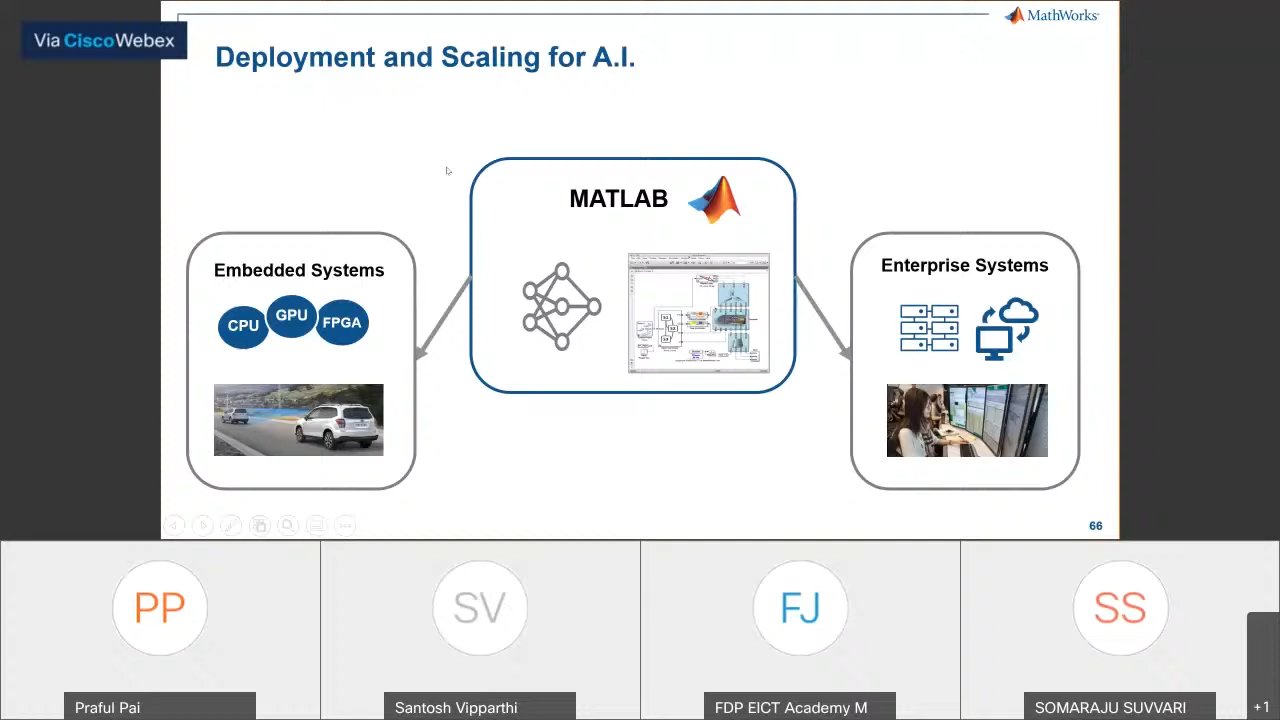 Via CiscoWebex
MathWorks®
Deployment and Scaling for A.I.
MATLAB
Embedded Systems
CPU
GPU
FPGA
Enterprise Systems
66
PP
SV
FJ
SS
Praful Pai
Santosh Vipparthi
FDP EICT Academy M
SOMARAJU SUVVARI
+1